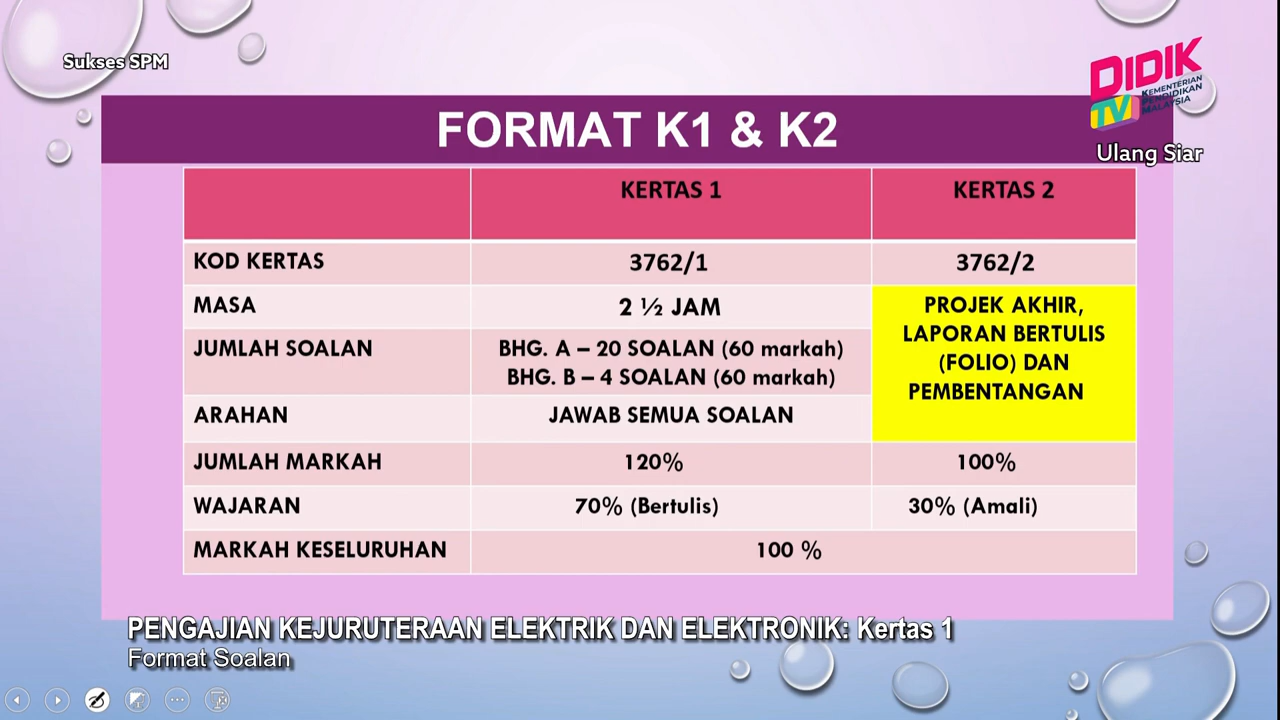 Sukses SPM
DIDIK
TV
KEMENTERIAN
PENDIDIKAN
MALAYSIA
Ulang Siar
FORMAT K1 & K2
KERTAS 1 KERTAS 2
KOD KERTAS 3762/1 3762/2
MASA 2 ½ JAM
JUMLAH SOALAN BHG. A – 20 SOALAN (60 markah)
BHG. B – 4 SOALAN (60 markah)
ARAHAN JAWAB SEMUA SOALAN
PROJEK AKHIR,
LAPORAN BERTULIS
(FOLIO) DAN
PEMBENTANGAN
JUMLAH MARKAH 120% 100%
WAJARAN 70% (Bertulis) 30% (Amali)
MARKAH KESELURUHAN 100 %
PENGAJIAN KEJURUTERAAN ELEKTRIK DAN ELEKTRONIK: Kertas 1
Format Soalan